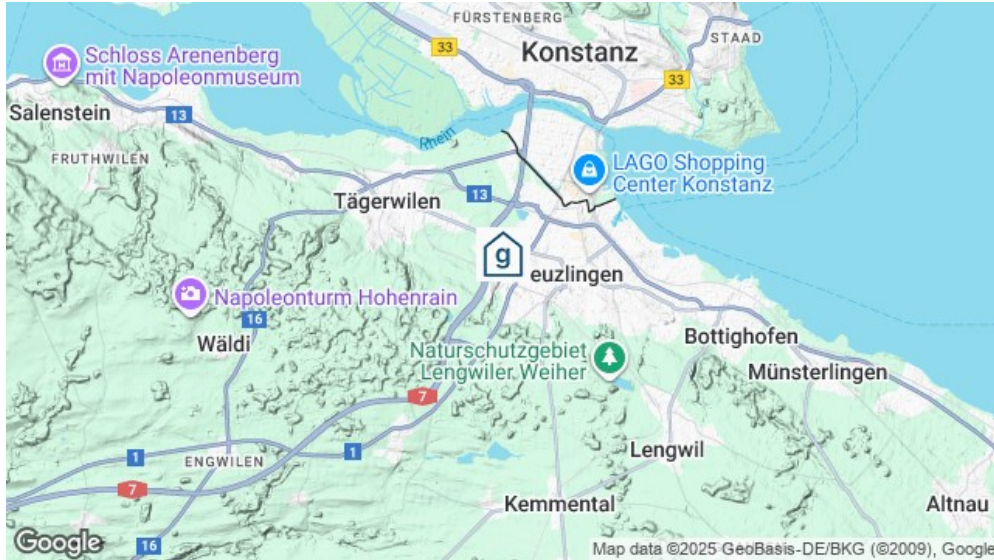 FÜRSTENBERG
STAAD
33
Konstanz
33
Schloss Arenenberg
mit Napoleonmuseum
Salenstein
13
Rhein
FRUTHWILEN
LAGO Shopping
Center Konstanz
Tägerwilen
13
g
euzlingen
Napoleonturm Hohenrain
16
Wäldi
Naturschutzgebiet
Lengwiler Weiher
Bottighofen
Münsterlingen
7
1
ENGWILEN
1
Lengwil
7
Kemmental
Altnau
16
Google
Map data ©2025 GeoBasis-DE/BKG (©2009), Google